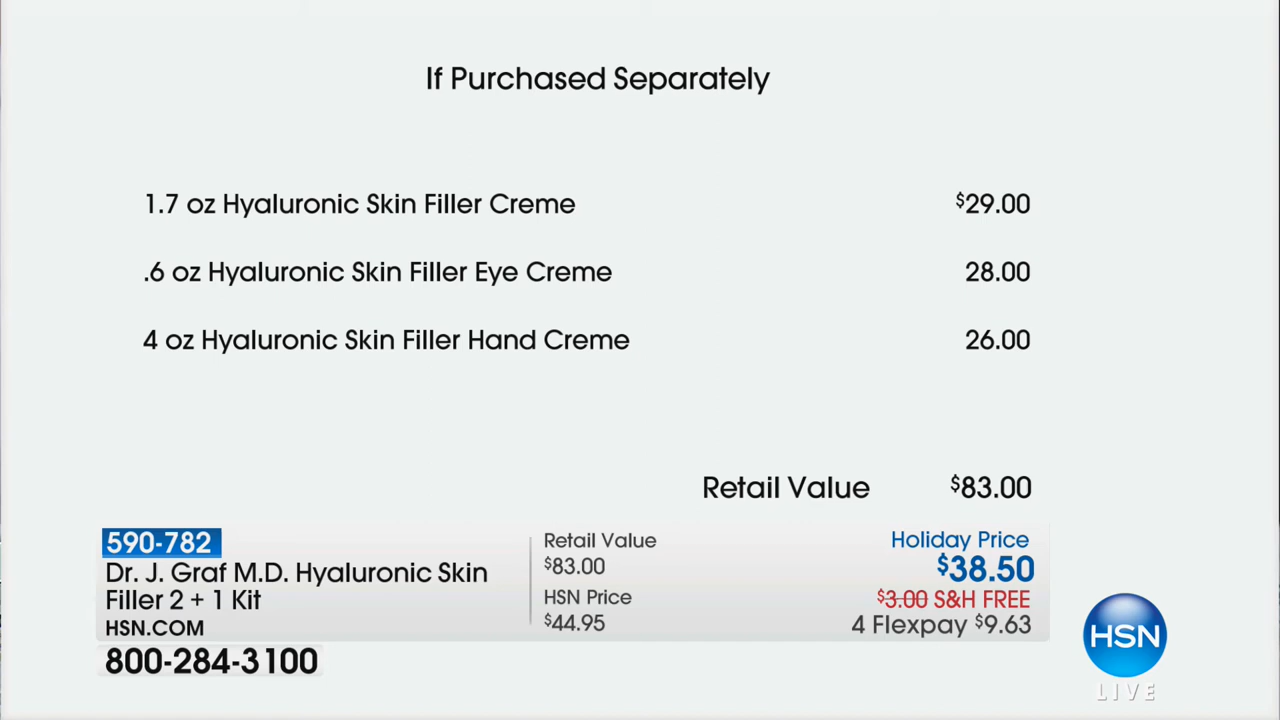 If Purchased Separately
1.7 oz Hyaluronic Skin Filler Creme $29.00
.6 oz Hyaluronic Skin Filler Eye Creme 28.00
4 oz Hyaluronic Skin Filler Hand Creme 26.00
Retail Value $83.00
590-782
Dr. J. Graf M.D. Hyaluronic Skin
Filler 2 + 1 Kit
HSN.COM
800-284-3100
Retail Value
$83.00
HSN Price
$44.95
Holiday Price
$38.50
$3.00 S&H FREE
4 Flexpay $9.63
HSN
LIVE